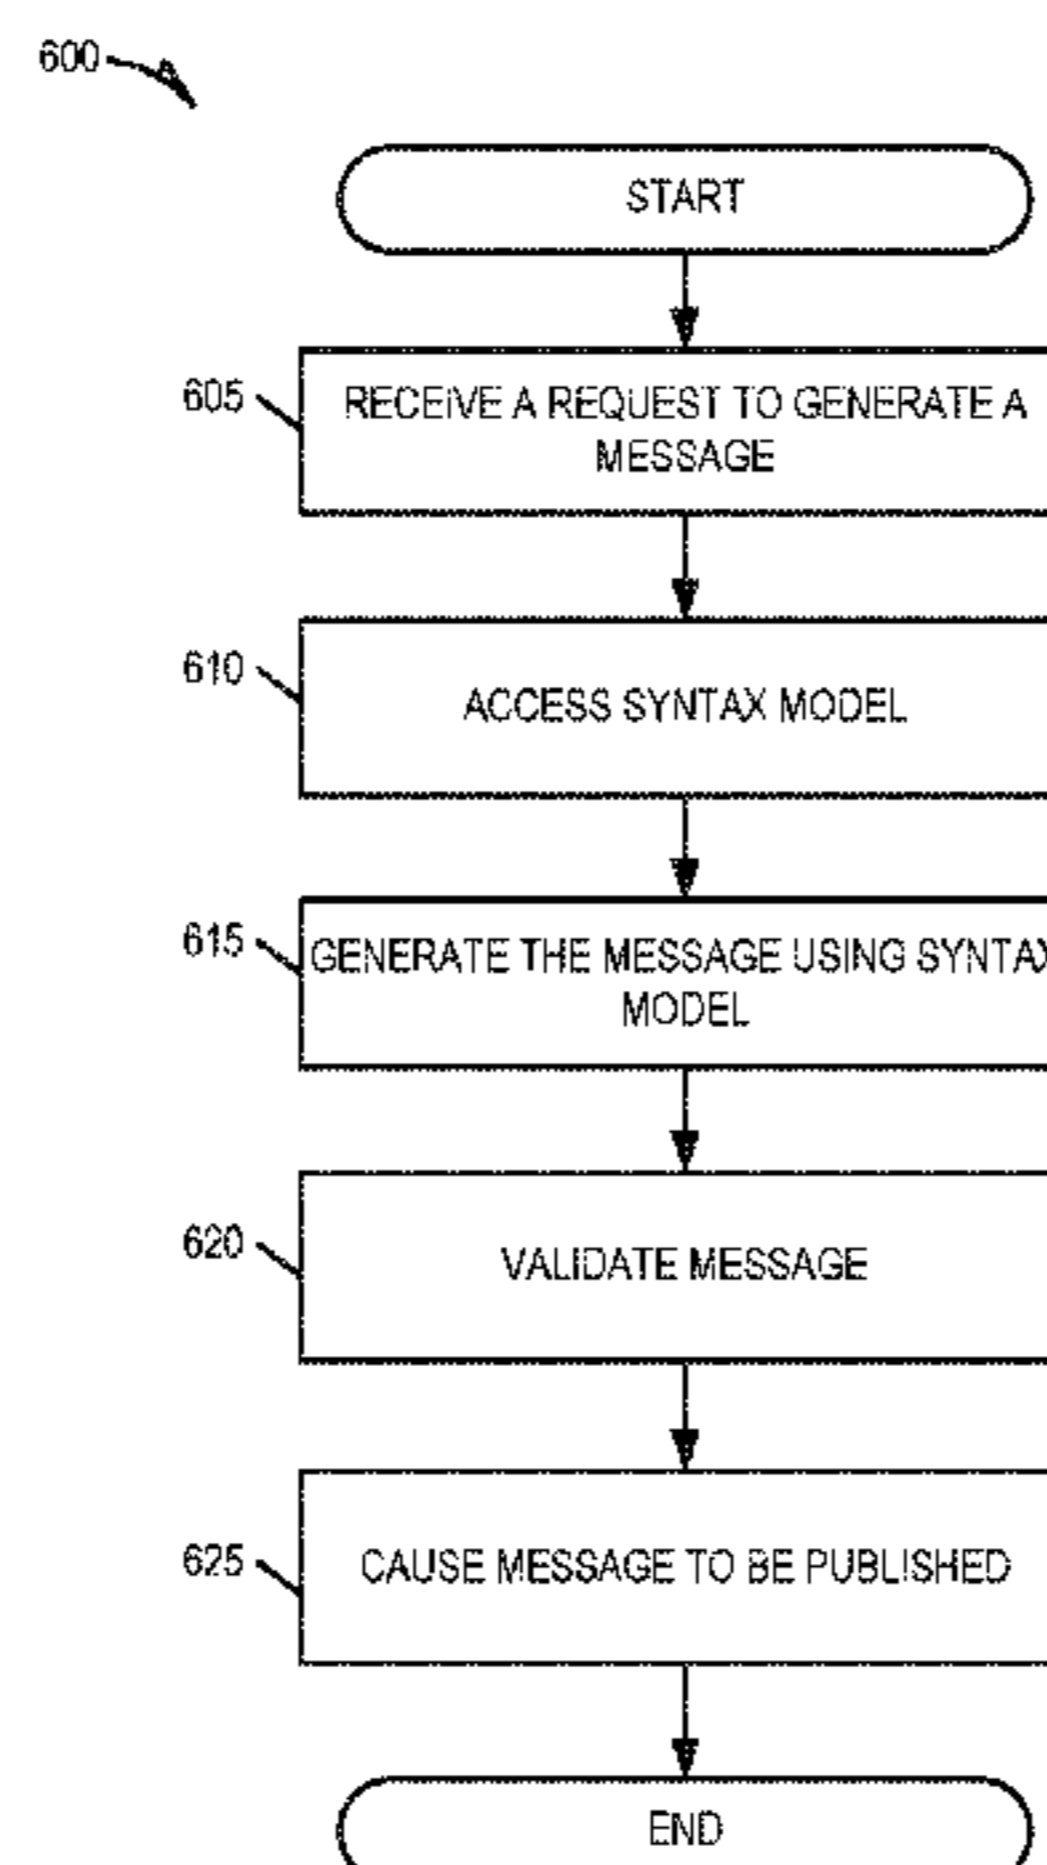 600
START
605
RECEIVE A REQUEST TO GENERATE A
MESSAGE
610
ACCESS SYNTAX MODEL
615
GENERATE THE MESSAGE USING SYNTAX
MODEL
620
VALIDATE MESSAGE
625
CAUSE MESSAGE TO BE PUBLISHED
END